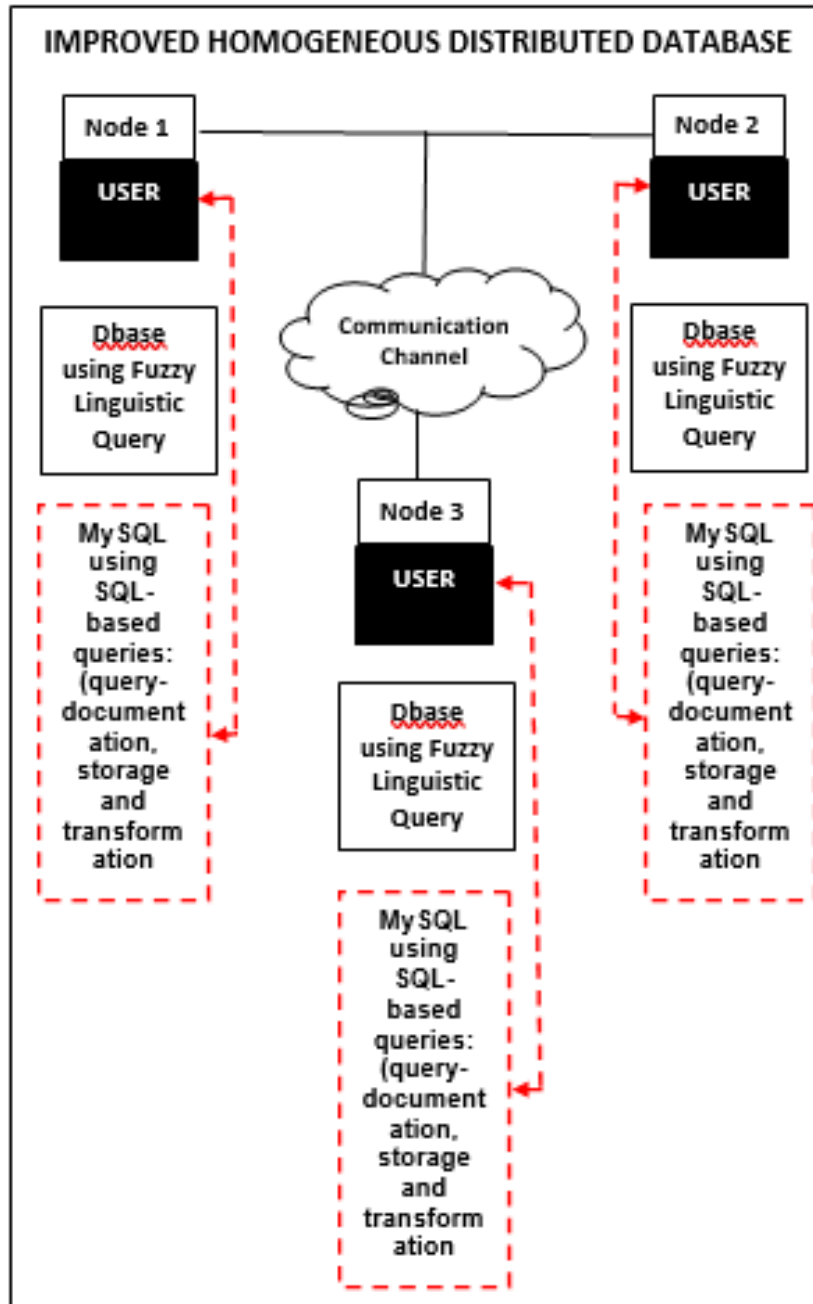 IMPROVED HOMOGENEOUS DISTRIBUTED DATABASE
Node 1
USER
Dbase
using Fuzzy
Linguistic
Query
My SQL
using
SQL-
based
queries:
(query-
document
ation,
storage
and
transform
ation
Communication
Channel
Node 3
USER
Dbase
using Fuzzy
Linguistic
Query
My SQL
using
SQL-
based
queries:
(query-
document
ation,
storage
and
transform
ation
Node 2
USER
Dbase
using Fuzzy
Linguistic
Query
My SQL
using
SQL-
based
queries:
(query-
document
ation,
storage
and
transform
ation